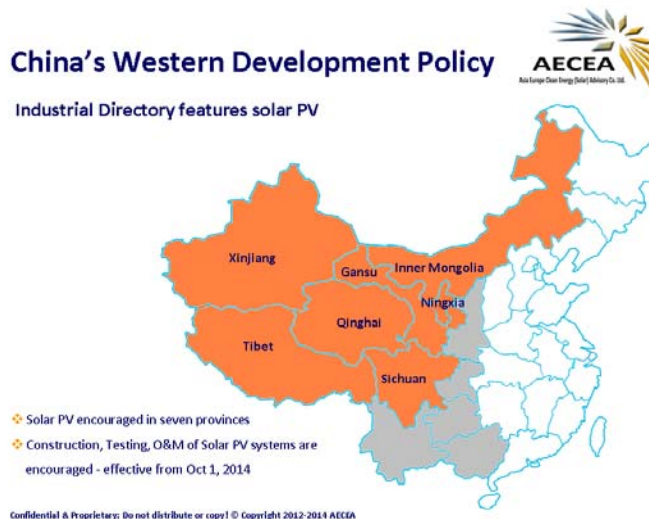 AECEA
Asia Europe Clean Energy (Solar) Advisory Co. Ltd.
China's Western Development Policy
Industrial Directory features solar PV
Xinjiang
Gansu
Inner Mongolia
Ningxia
Qinghai
Tibet
Sichuan
Solar PV encouraged in seven provinces
Construction, Testing, O&M of Solar PV systems are
encouraged - effective from Oct 1, 2014
Confidential & Proprietary: Do not distribute or copy! © Copyright 2012-2014 AECEA